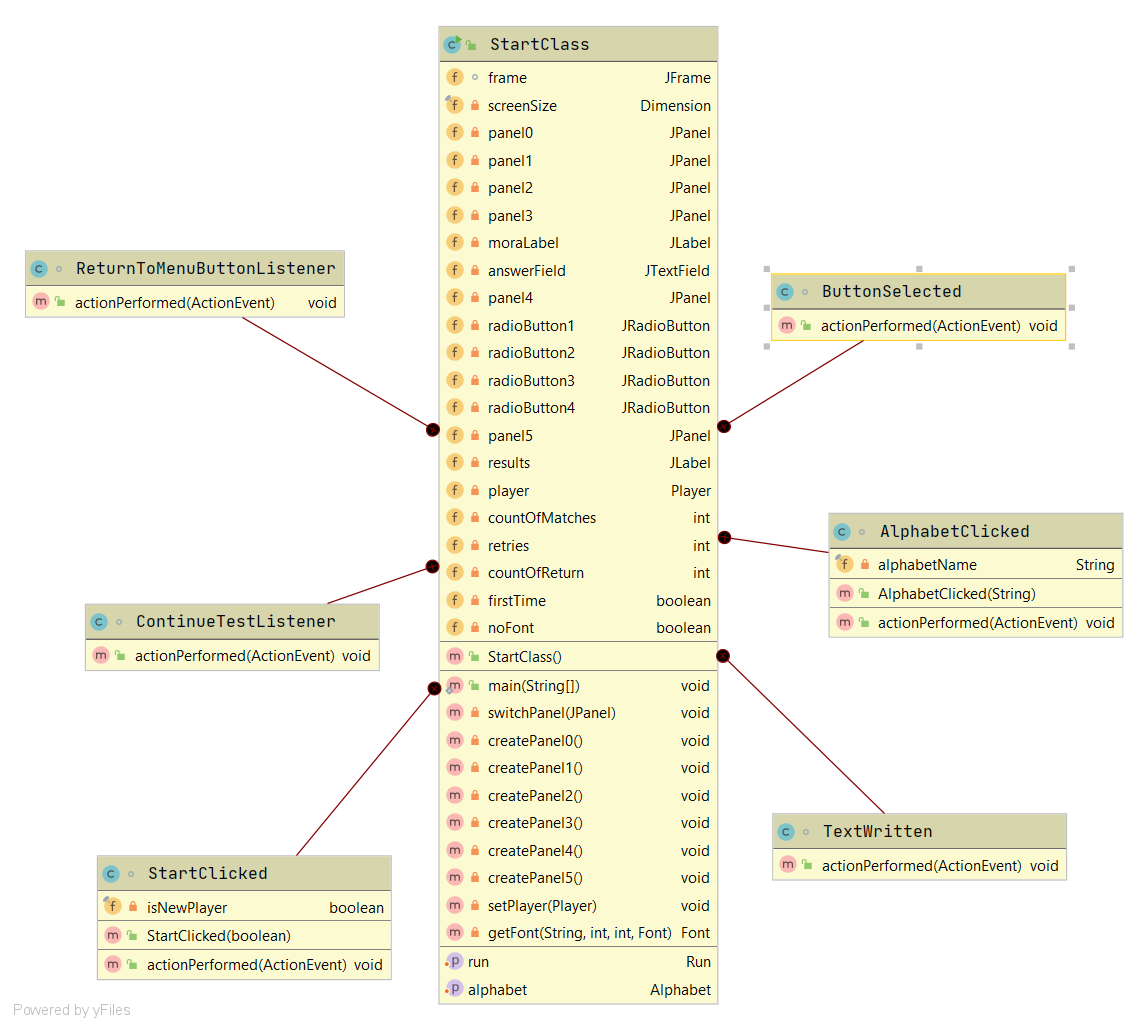 StartClass
frame JFrame
screenSize Dimension
panel0 JPanel
panel1 JPanel
panel2 JPanel
panel3 JPanel
moraLabel JLabel
answerField JTextField
panel4 JPanel
radioButton1 JRadioButton
radioButton2 JRadioButton
radioButton3 JRadioButton
radioButton4 JRadioButton
panel5 JPanel
results JLabel
player Player
countOfMatches int
retries int
countOfReturn int
firstTime boolean
noFont boolean
StartClass()
main(String[]) void
switchPanel(JPanel) void
createPanel0() void
createPanel1() void
createPanel2() void
createPanel3() void
createPanel4() void
createPanel5() void
setPlayer(Player) void
getFont(String, int, int, Font) Font
run Run
alphabet Alphabet
ReturnToMenuButtonListener
actionPerformed(ActionEvent) void
ButtonSelected
actionPerformed(ActionEvent) void
AlphabetClicked
alphabetName String
AlphabetClicked(String)
actionPerformed(ActionEvent) void
ContinueTestListener
actionPerformed(ActionEvent) void
TextWritten
actionPerformed(ActionEvent) void
StartClicked
isNewPlayer boolean
StartClicked(boolean)
actionPerformed(ActionEvent) void
Powered by yFiles